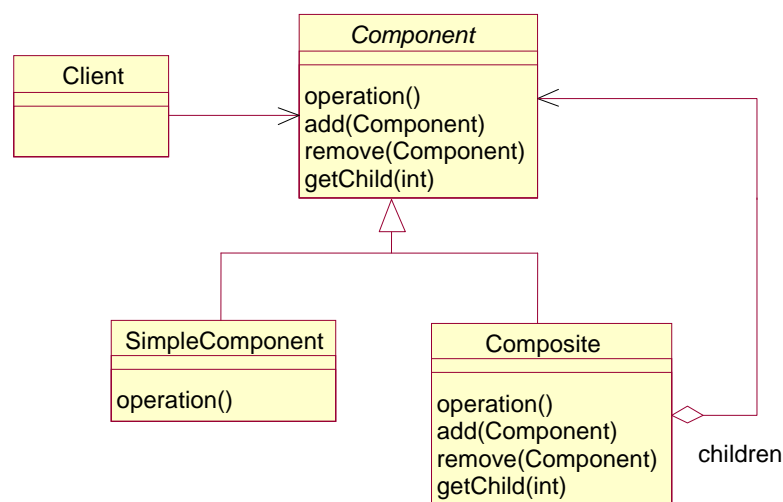 Component
operation()
add(Component)
remove(Component)
getChild(int)
Client
SimpleComponent
operation()
Composite
operation()
add(Component)
remove(Component)
getChild(int)
children